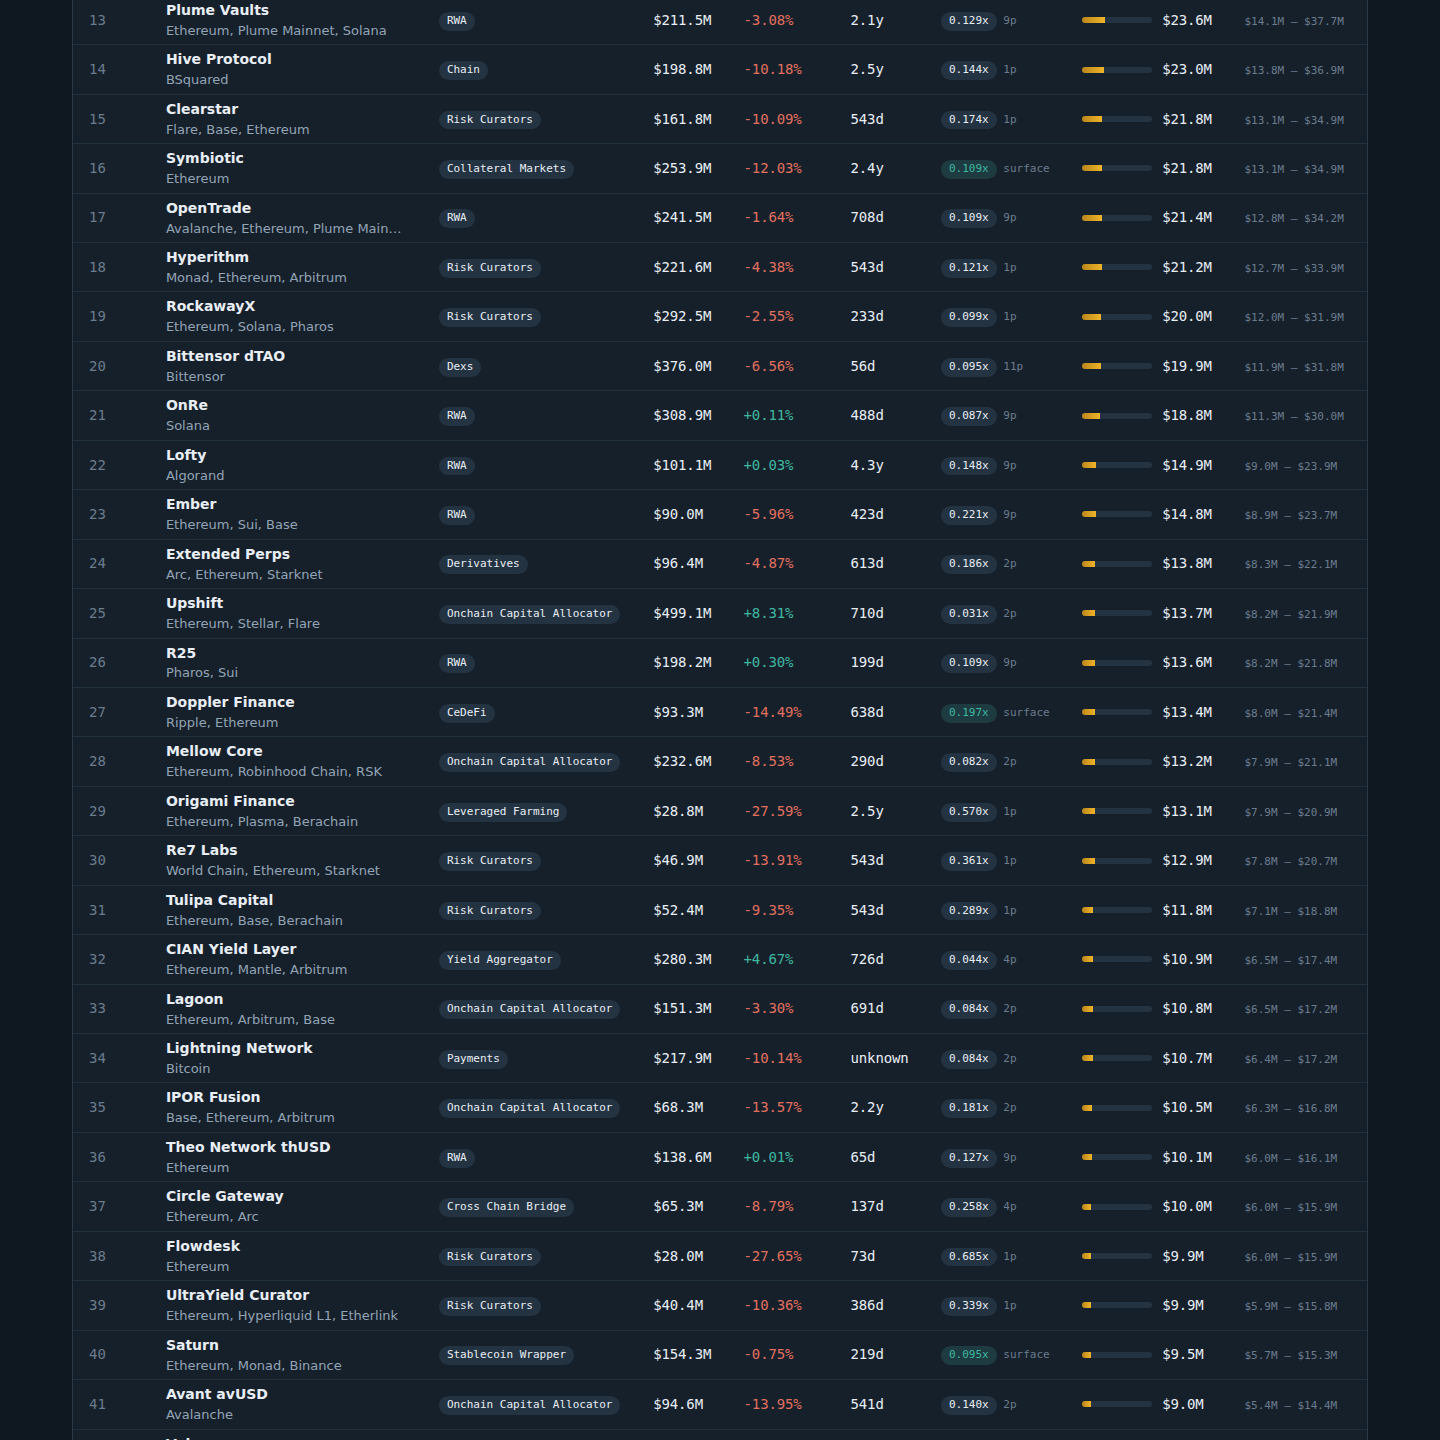 13 Plume Vaults RWA $211.5M -3.08% 2.1y 0.129x 9p $23.6M $14.1M — $37.7M
Ethereum, Plume Mainnet, Solana
14 Hive Protocol Chain $198.8M -10.18% 2.5y 0.144x 1p $23.0M $13.8M — $36.9M
BSquared
15 Clearstar Risk Curators $161.8M -10.09% 543d 0.174x 1p $21.8M $13.1M — $34.9M
Flare, Base, Ethereum
16 Symbiotic Collateral Markets $253.9M -12.03% 2.4y 0.109x surface $21.8M $13.1M — $34.9M
Ethereum
17 OpenTrade RWA $241.5M -1.64% 708d 0.109x 9p $21.4M $12.8M — $34.2M
Avalanche, Ethereum, Plume Main...
18 Hyperithm Risk Curators $221.6M -4.38% 543d 0.121x 1p $21.2M $12.7M — $33.9M
Monad, Ethereum, Arbitrum
19 RockawayX Risk Curators $292.5M -2.55% 233d 0.099x 1p $20.0M $12.0M — $31.9M
Ethereum, Solana, Pharos
20 Bittensor dTAO Dexs $376.0M -6.56% 56d 0.095x 11p $19.9M $11.9M — $31.8M
Bittensor
21 OnRe RWA $308.9M +0.11% 488d 0.087x 9p $18.8M $11.3M — $30.0M
Solana
22 Lofty RWA $101.1M +0.03% 4.3y 0.148x 9p $14.9M $9.0M — $23.9M
Algorand
23 Ember RWA $90.0M -5.96% 423d 0.221x 9p $14.8M $8.9M — $23.7M
Ethereum, Sui, Base
24 Extended Perps Derivatives $96.4M -4.87% 613d 0.186x 2p $13.8M $8.3M — $22.1M
Arc, Ethereum, Starknet
25 Upshift Onchain Capital Allocator $499.1M +8.31% 710d 0.031x 2p $13.7M $8.2M — $21.9M
Ethereum, Stellar, Flare
26 R25 RWA $198.2M +0.30% 199d 0.109x 9p $13.6M $8.2M — $21.8M
Pharos, Sui
27 Doppler Finance CeDeFi $93.3M -14.49% 638d 0.197x surface $13.4M $8.0M — $21.4M
Ripple, Ethereum
28 Mellow Core Onchain Capital Allocator $232.6M -8.53% 290d 0.082x 2p $13.2M $7.9M — $21.1M
Ethereum, Robinhood Chain, RSK
29 Origami Finance Leveraged Farming $28.8M -27.59% 2.5y 0.570x 1p $13.1M $7.9M — $20.9M
Ethereum, Plasma, Berachain
30 Re7 Labs Risk Curators $46.9M -13.91% 543d 0.361x 1p $12.9M $7.8M — $20.7M
World Chain, Ethereum, Starknet
31 Tulipa Capital Risk Curators $52.4M -9.35% 543d 0.289x 1p $11.8M $7.1M — $18.8M
Ethereum, Base, Berachain
32 CIAN Yield Layer Yield Aggregator $280.3M +4.67% 726d 0.044x 4p $10.9M $6.5M — $17.4M
Ethereum, Mantle, Arbitrum
33 Lagoon Onchain Capital Allocator $151.3M -3.30% 691d 0.084x 2p $10.8M $6.5M — $17.2M
Ethereum, Arbitrum, Base
34 Lightning Network Payments $217.9M -10.14% unknown 0.084x 2p $10.7M $6.4M — $17.2M
Bitcoin
35 IPOR Fusion Onchain Capital Allocator $68.3M -13.57% 2.2y 0.181x 2p $10.5M $6.3M — $16.8M
Base, Ethereum, Arbitrum
36 Theo Network thUSD RWA $138.6M +0.01% 65d 0.127x 9p $10.1M $6.0M — $16.1M
Ethereum
37 Circle Gateway Cross Chain Bridge $65.3M -8.79% 137d 0.258x 4p $10.0M $6.0M — $15.9M
Ethereum, Arc
38 Flowdesk Risk Curators $28.0M -27.65% 73d 0.685x 1p $9.9M $6.0M — $15.9M
Ethereum
39 UltraYield Curator Risk Curators $40.4M -10.36% 386d 0.339x 1p $9.9M $5.9M — $15.8M
Ethereum, Hyperliquid L1, Etherlink
40 Saturn Stablecoin Wrapper $154.3M -0.75% 219d 0.095x surface $9.5M $5.7M — $15.3M
Ethereum, Monad, Binance
41 Avant avUSD Onchain Capital Allocator $94.6M -13.95% 541d 0.140x 2p $9.0M $5.4M — $14.4M
Avalanche